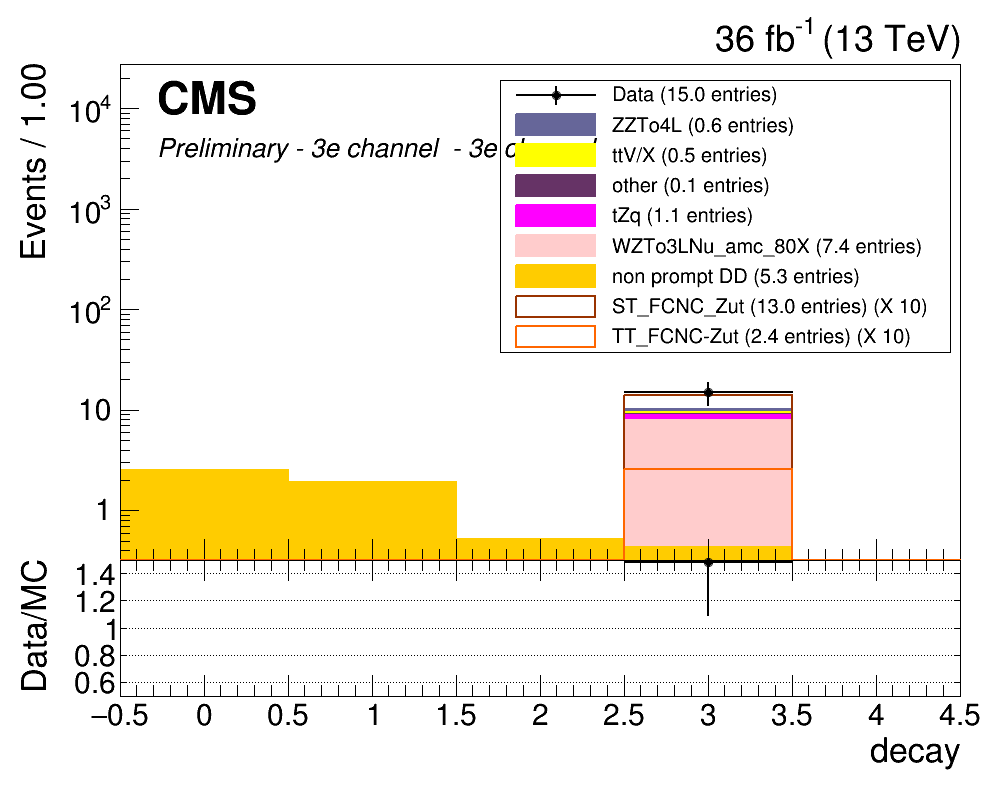 36 fb-1 (13 TeV)
Events / 1.00
CMS
Preliminary - 3e channel - 3e
Data (15.0 entries)
ZZTo4L (0.6 entries)
ttV/X (0.5 entries)
other (0.1 entries)
tZq (1.1 entries)
WZTo3LNu_amc_80X (7.4 entries)
non prompt DD (5.3 entries)
ST_FCNC_Zut (13.0 entries) (X 10)
TT_FCNC-Zut (2.4 entries) (X 10)
10^4
10^3
10^2
10
1
Data/MC
1.4
1.2
1
0.8
0.6
−0.5 0 0.5 1 1.5 2 2.5 3 3.5 4 4.5
decay